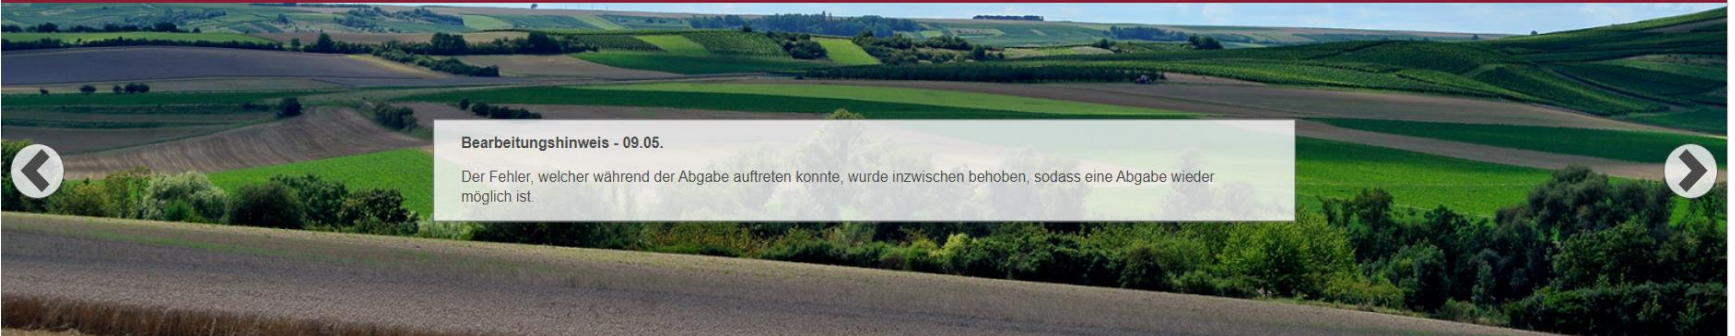 Bearbeitungshinweis - 09.05.
Der Fehler, welcher während der Abgabe auftreten konnte, wurde inzwischen behoben, sodass eine Abgabe wieder
möglich ist.